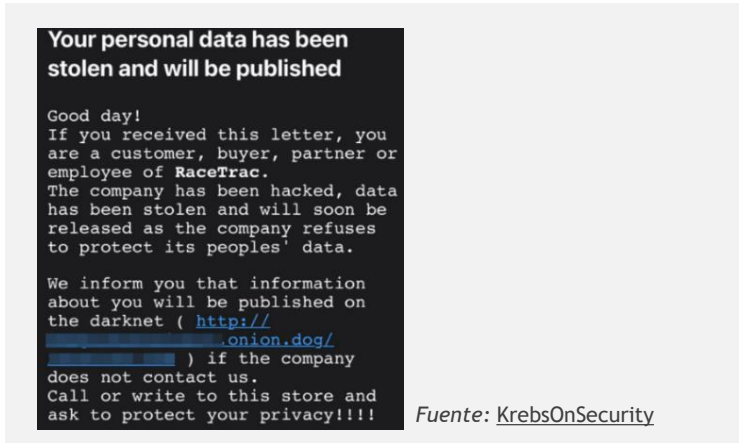 Your personal data has been
stolen and will be published
Good day!
If you received this letter, you
are a customer, buyer, partner or
employee of RaceTrac.
The company has been hacked, data
has been stolen and will soon be
released as the company refuses
to protect its peoples' data.
We inform you that information
about you will be published on
the darknet ( http://
.onion.dog/
) if the company
does not contact us.
Call or write to this store and
ask to protect your privacy!!!!
Fuente: KrebsOnSecurity